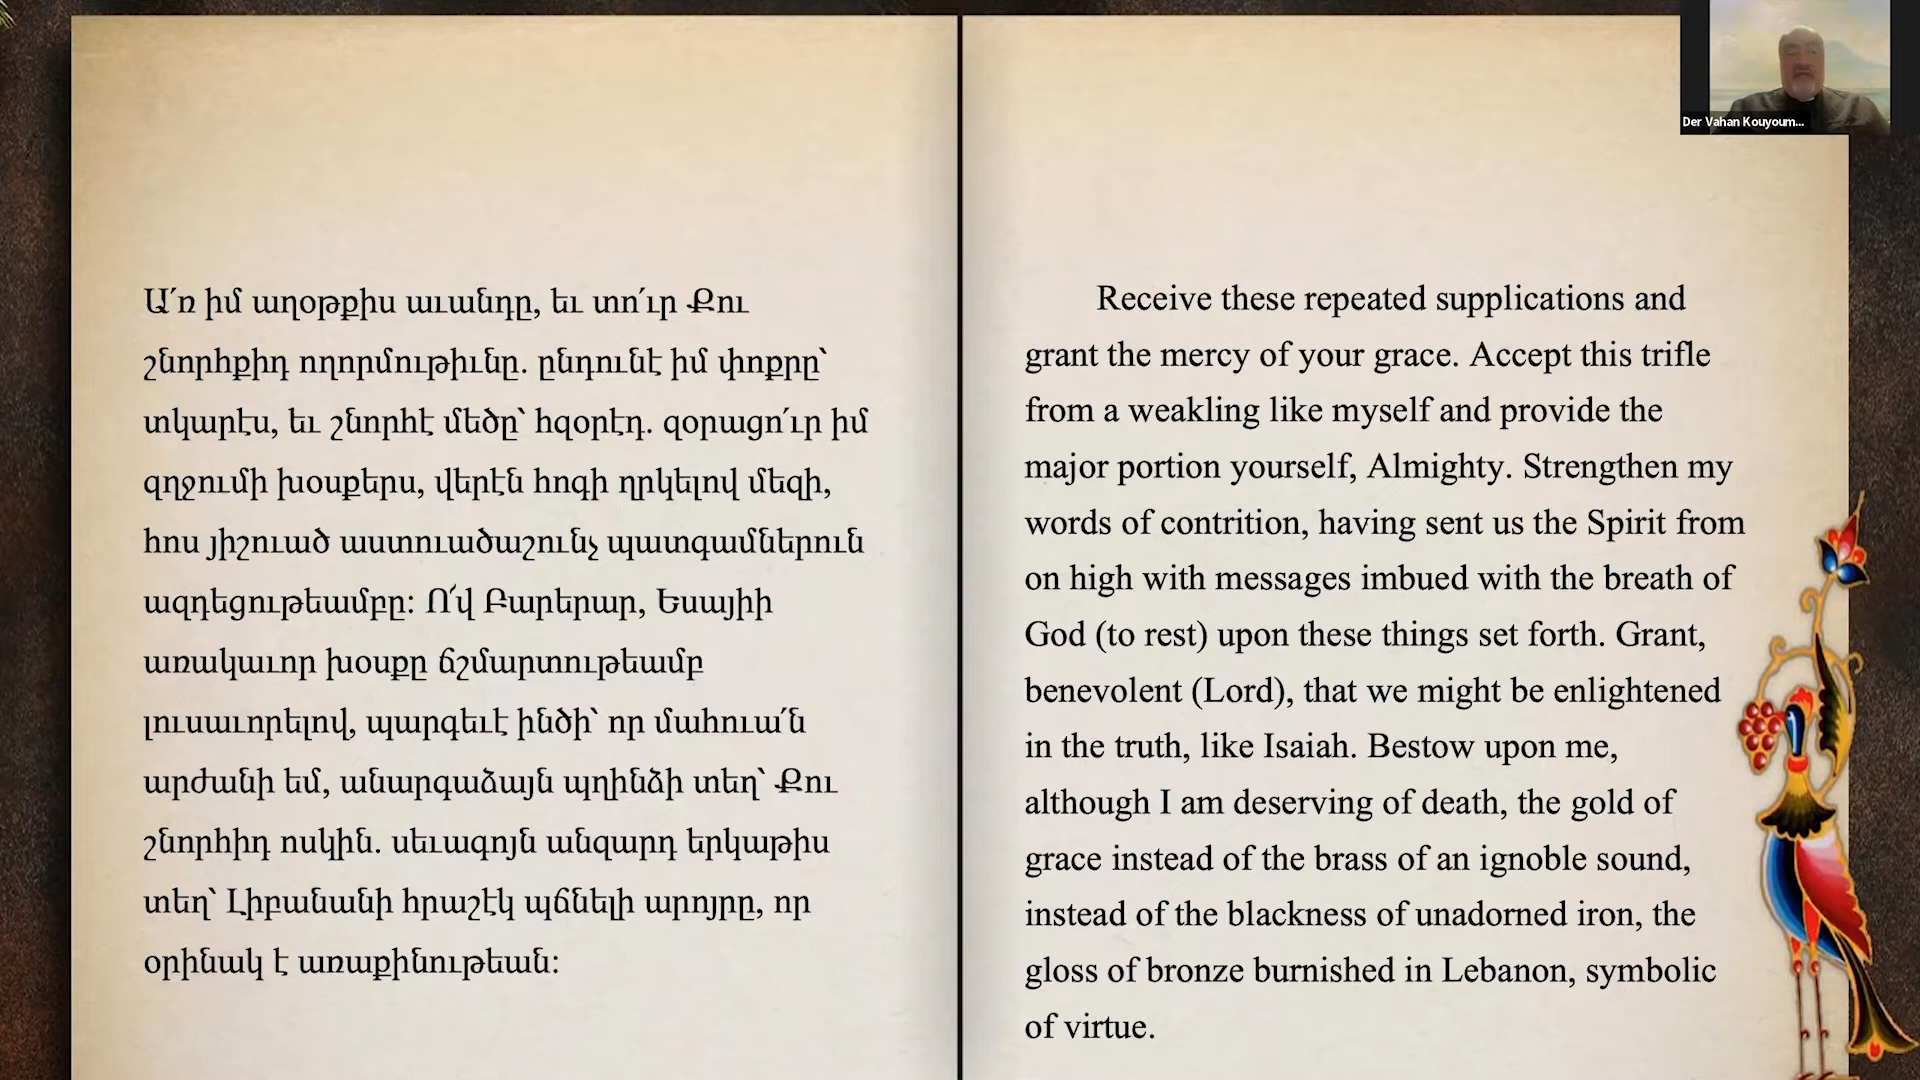 Ա՛ռ իմ աղօթքիս աւանդը, եւ տո՛ւր Քու
շնորհքիդ ողորմութիւնը. ընդունէ իմ փոքրը՝
տկարէս, եւ շնորհէ մեծը՝ հզօրէդ. զօրացո՛ւր իմ
զղջումի խօսքերս, վերէն հոգի ղրկելով մեզի,
հոս յիշուած աստուածաշունչ պատգամներուն
ազդեցութեամբը: Ո՜վ Բարերար, Եսայիի
առակաւոր խօսքը ճշմարտութեամբ
լուսաւորելով, պարգեւէ ինծի՝ որ մահուա՛ն
արժանի եմ, անարգաձայն պղինձի տեղ՝ Քու
շնորհիդ ոսկին. սեւագոյն անզարդ երկաթիս
տեղ՝ Լիբանանի հրաշէկ պճնելի արոյրը, որ
օրինակ է առաքինութեան:
Receive these repeated supplications and
grant the mercy of your grace. Accept this trifle
from a weakling like myself and provide the
major portion yourself, Almighty. Strengthen my
words of contrition, having sent us the Spirit from
on high with messages imbued with the breath of
God (to rest) upon these things set forth. Grant,
benevolent (Lord), that we might be enlightened
in the truth, like Isaiah. Bestow upon me,
although I am deserving of death, the gold of
grace instead of the brass of an ignoble sound,
instead of the blackness of unadorned iron, the
gloss of bronze burnished in Lebanon, symbolic
of virtue.
Der Vahan Kouyoum...